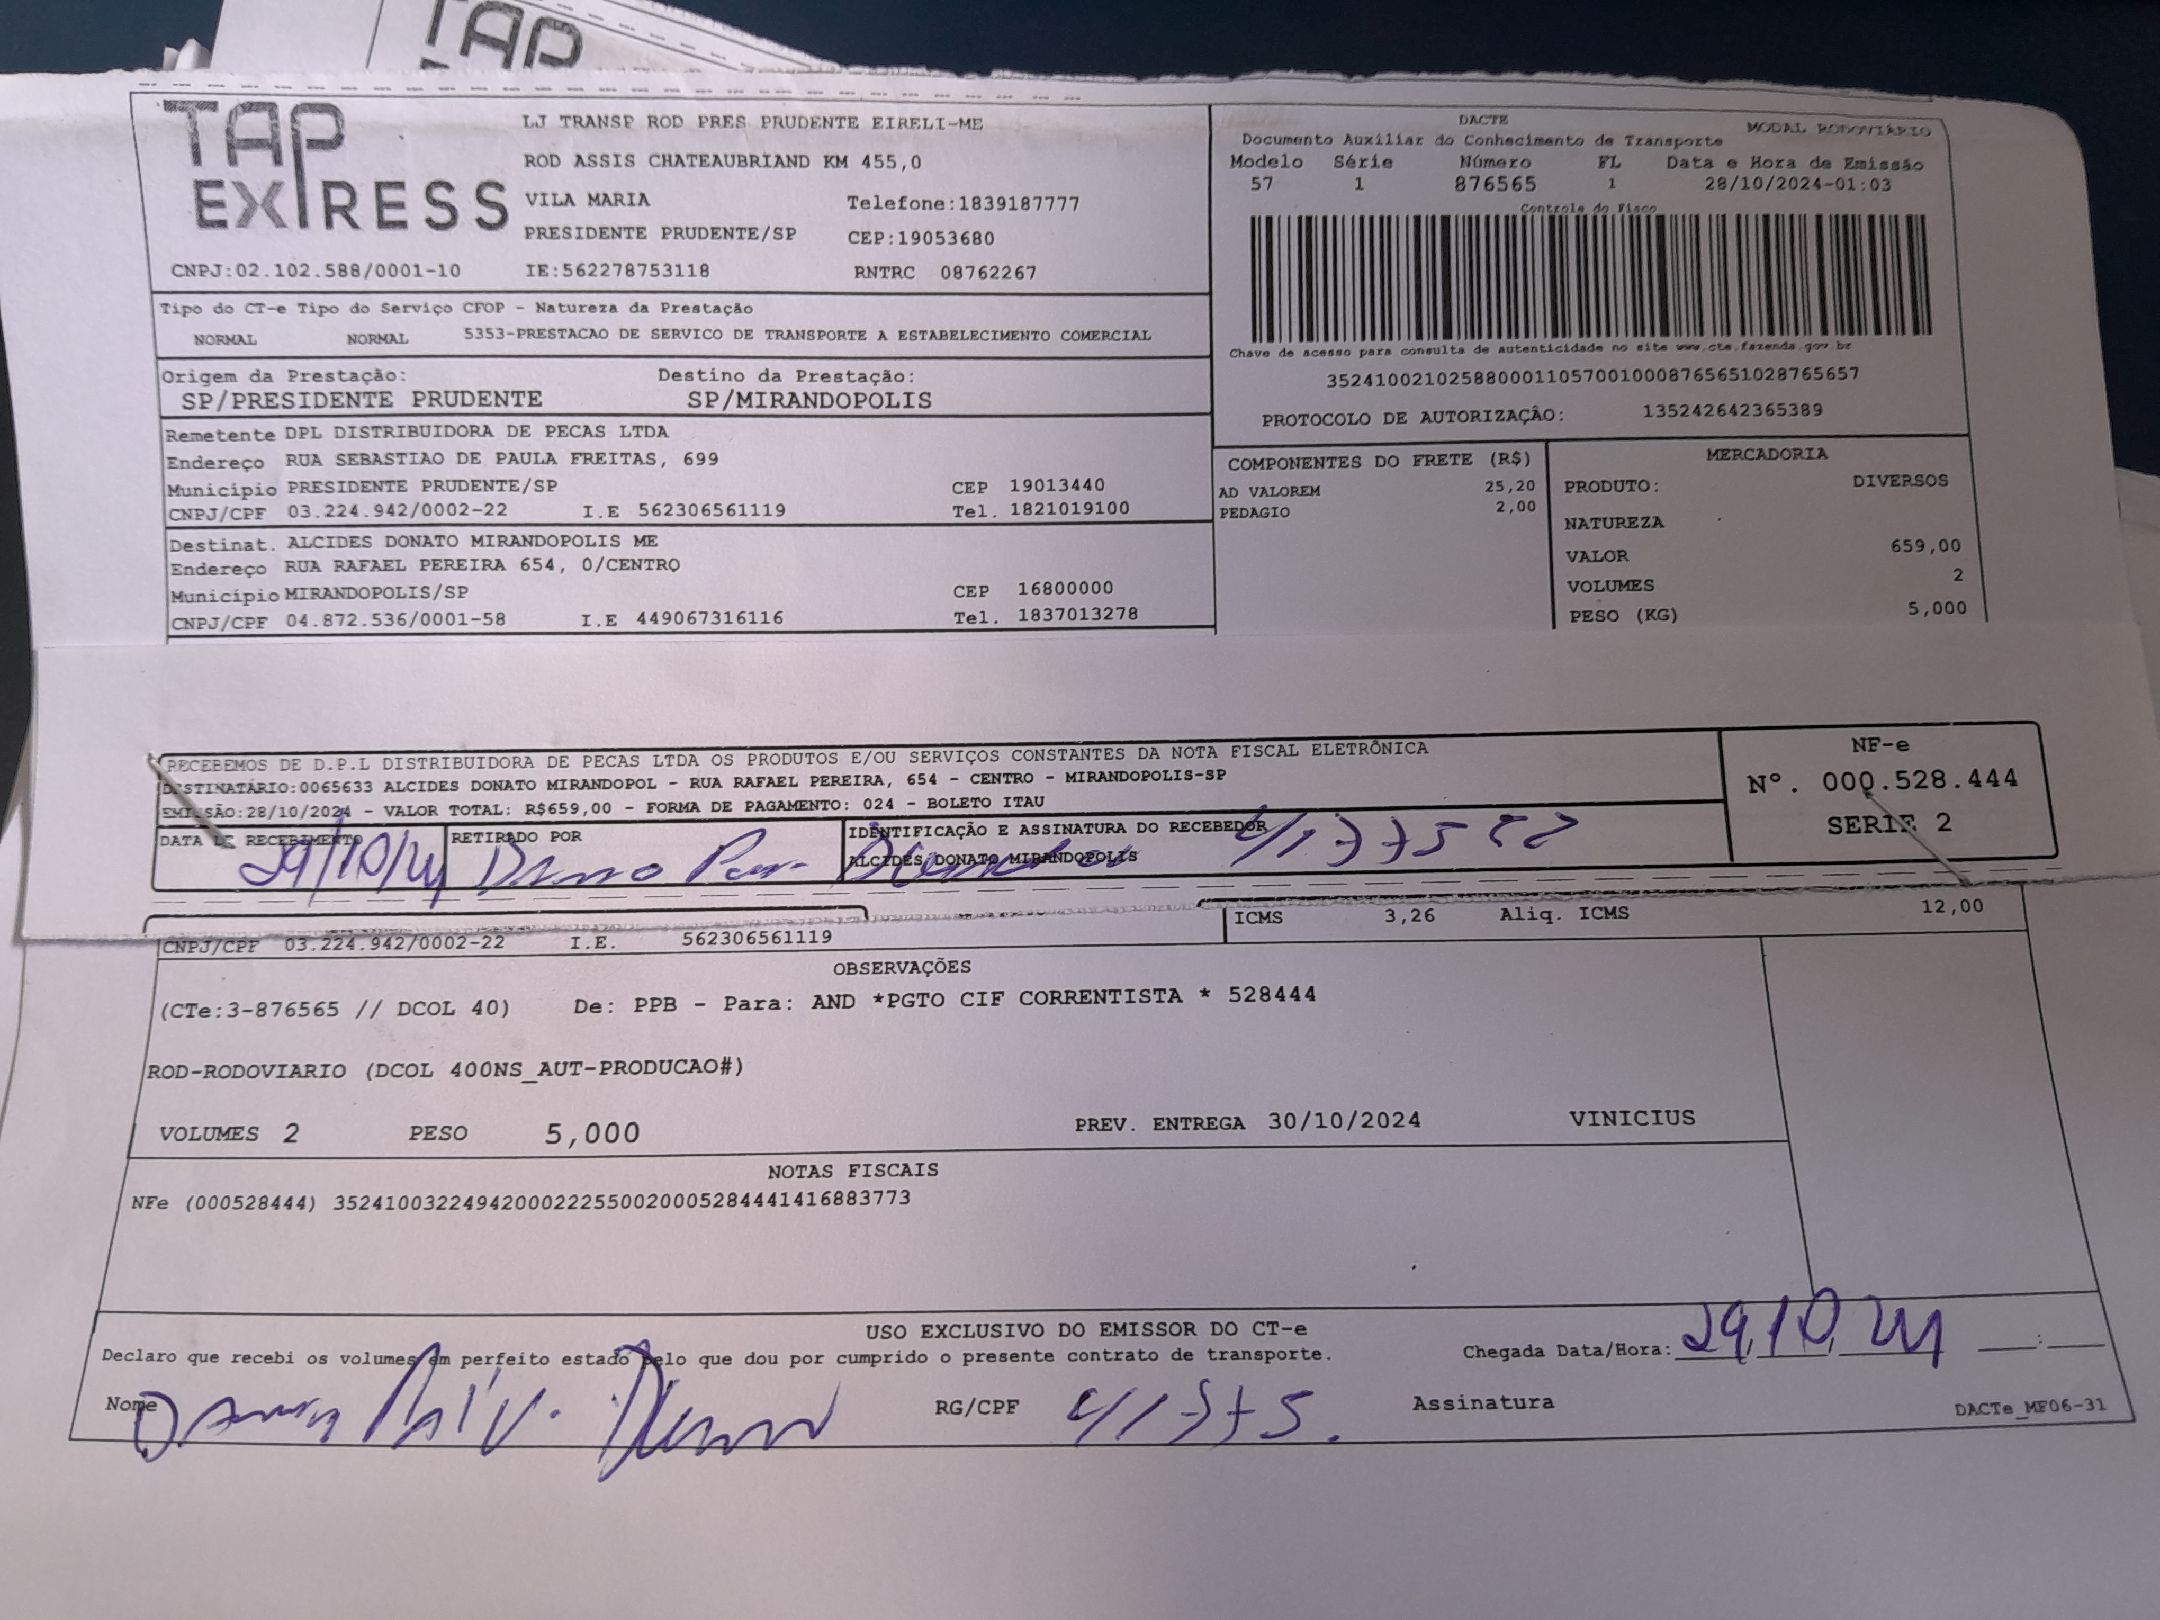 TAP
TAP
EXPRESS
LJ TRANSP ROD PRES PRUDENTE EIRELI-ME
ROD ASSIS CHATEAUBRIAND KM 455,0
VILA MARIA Telefone:1839187777
PRESIDENTE PRUDENTE/SP CEP:19053680
CNPJ:02.102.588/0001-10 IE:562278753118 RNTRC 08762267
DACTE
Documento Auxiliar do Conhecimento de Transporte MODAL RODOVIÁRIO
Modelo Série Número FL Data e Hora de Emissão
57 1 876565 1 28/10/2024-01:03
Controle do Fisco
Chave de acesso para consulta de autenticidade no site www.cte.fazenda.gov.br
35241002102588000110570010008765651028765657
PROTOCOLO DE AUTORIZAÇÃO: 135242642365389
Tipo do CT-e Tipo do Serviço CFOP - Natureza da Prestação
NORMAL NORMAL 5353-PRESTACAO DE SERVICO DE TRANSPORTE A ESTABELECIMENTO COMERCIAL
Origem da Prestação: Destino da Prestação:
SP/PRESIDENTE PRUDENTE SP/MIRANDOPOLIS
Remetente DPL DISTRIBUIDORA DE PECAS LTDA
Endereço RUA SEBASTIAO DE PAULA FREITAS, 699
Município PRESIDENTE PRUDENTE/SP CEP 19013440
CNPJ/CPF 03.224.942/0002-22 I.E 562306561119 Tel. 1821019100
Destinat. ALCIDES DONATO MIRANDOPOLIS ME
Endereço RUA RAFAEL PEREIRA 654, 0/CENTRO
Município MIRANDOPOLIS/SP CEP 16800000
CNPJ/CPF 04.872.536/0001-58 I.E 449067316116 Tel. 1837013278
COMPONENTES DO FRETE (R$)
AD VALOREM 25,20
PEDAGIO 2,00
MERCADORIA
PRODUTO: DIVERSOS
NATUREZA
VALOR 659,00
VOLUMES 2
PESO (KG) 5,000
RECEBEMOS DE D.P.L DISTRIBUIDORA DE PECAS LTDA OS PRODUTOS E/OU SERVIÇOS CONSTANTES DA NOTA FISCAL ELETRÔNICA
DESTINATÁRIO:0065633 ALCIDES DONATO MIRANDOPOL - RUA RAFAEL PEREIRA, 654 - CENTRO - MIRANDOPOLIS-SP
EMISSÃO:28/10/2024 - VALOR TOTAL: R$659,00 - FORMA DE PAGAMENTO: 024 - BOLETO ITAU
NF-e
Nº. 000.528.444
SERIE 2
DATA DE RECEBIMENTO RETIRADO POR IDENTIFICAÇÃO E ASSINATURA DO RECEBEDOR
ALCIDES DONATO MIRANDOPOLIS
29/10/24
ICMS 3,26 Aliq. ICMS 12,00
CNPJ/CPF 03.224.942/0002-22 I.E. 562306561119
OBSERVAÇÕES
(CTe:3-876565 // DCOL 40) De: PPB - Para: AND *PGTO CIF CORRENTISTA * 528444
ROD-RODOVIARIO (DCOL 400NS_AUT-PRODUCAO#)
VOLUMES 2 PESO 5,000 PREV. ENTREGA 30/10/2024 VINICIUS
NOTAS FISCAIS
NFe (000528444) 35241003224942000222550020005284441416883773
USO EXCLUSIVO DO EMISSOR DO CT-e
Declaro que recebi os volumes em perfeito estado pelo que dou por cumprido o presente contrato de transporte. Chegada Data/Hora: 29,10,24 :
Nome RG/CPF 411775. Assinatura
DACTe_MF06-31